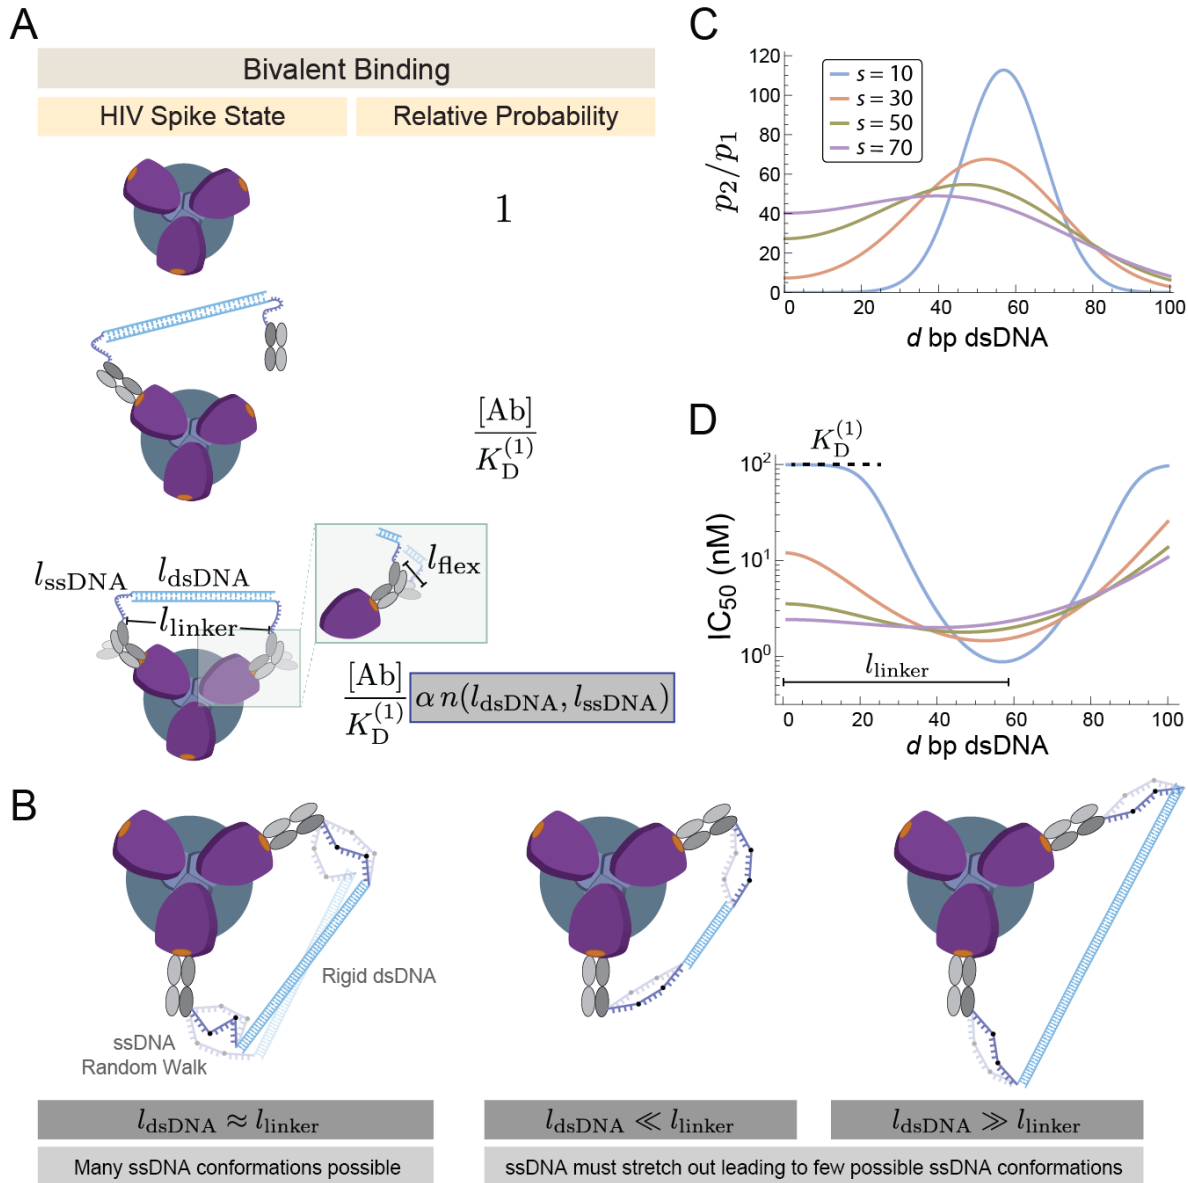 A
Bivalent Binding
HIV Spike State
Relative Probability
1
[Ab]
K_D^(1)
l_ssDNA
l_dsDNA
l_linker
l_flex
[Ab]
K_D^(1)
α n(l_dsDNA, l_ssDNA)
B
Rigid dsDNA
ssDNA
Random Walk
l_dsDNA ≈ l_linker
Many ssDNA conformations possible
l_dsDNA ≪ l_linker
l_dsDNA ≫ l_linker
ssDNA must stretch out leading to few possible ssDNA conformations
C
p_2/p_1
120
100
80
60
40
20
0
s = 10
s = 30
s = 50
s = 70
0 20 40 60 80 100
d bp dsDNA
D
IC_50 (nM)
10^2
10^1
10^0
K_D^(1)
l_linker
0 20 40 60 80 100
d bp dsDNA